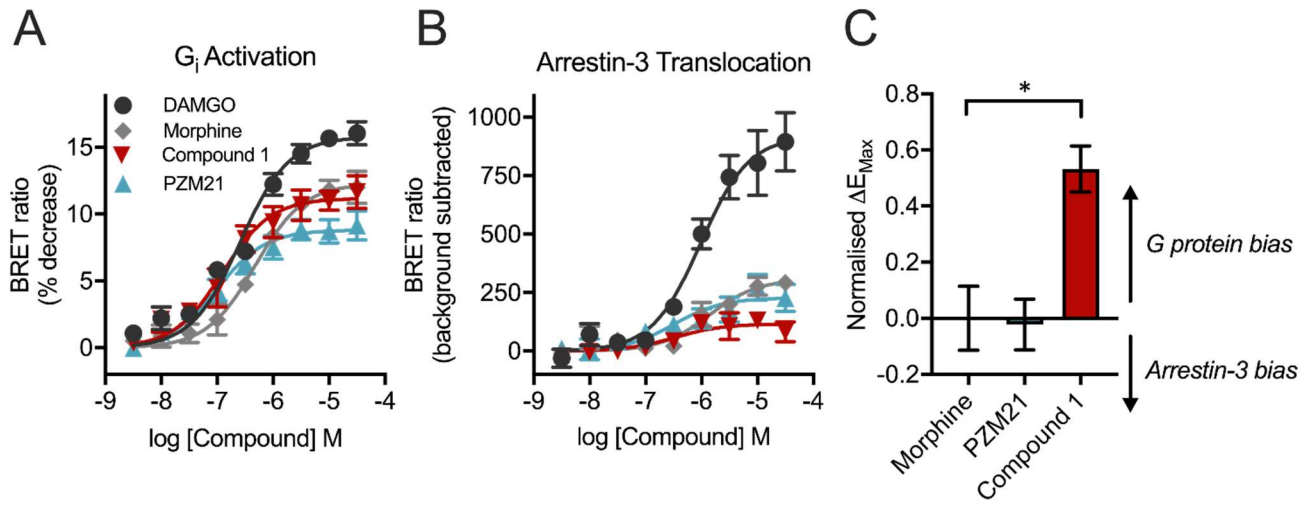 A
Gi Activation
DAMGO
Morphine
Compound 1
PZM21
15
10
5
0
BRET ratio
(% decrease)
-9 -8 -7 -6 -5 -4
log [Compound] M
B
Arrestin-3 Translocation
1000
750
500
250
0
BRET ratio
(background subtracted)
-9 -8 -7 -6 -5 -4
log [Compound] M
C
*
0.8
0.6
0.4
0.2
0.0
-0.2
Normalised ΔEMax
Morphine
PZM21
Compound 1
G protein bias
Arrestin-3 bias